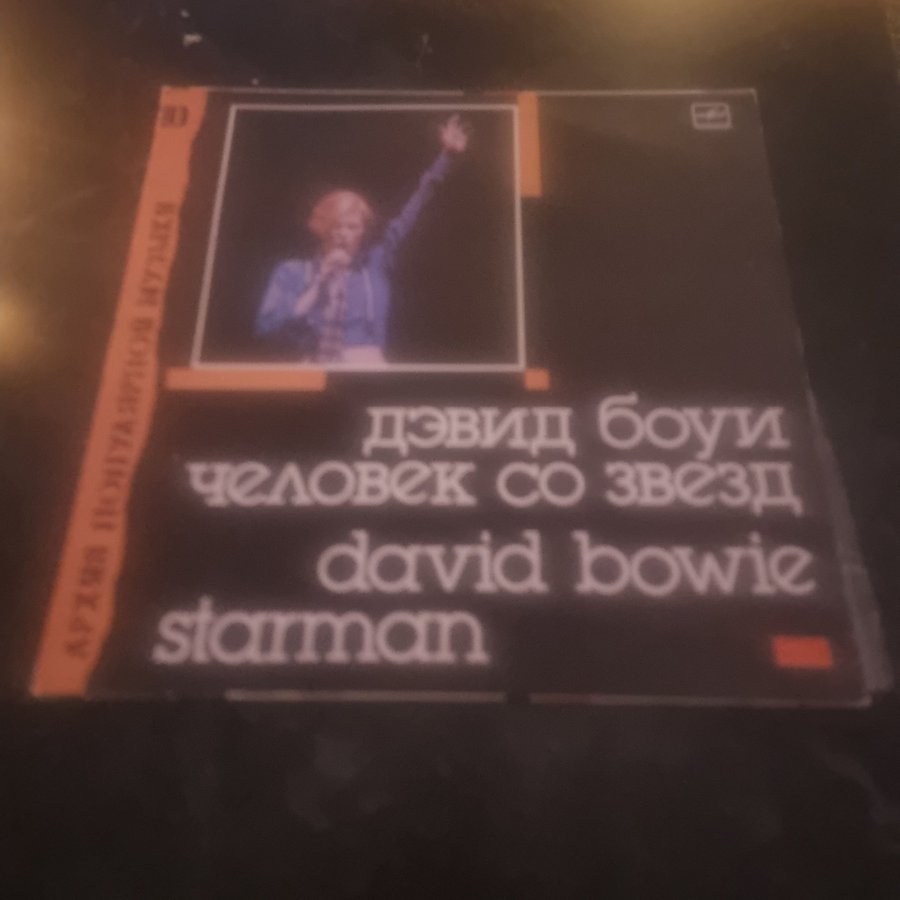 архив популярной музыки
дэвид боуи
человек со звезд
david bowie
starman